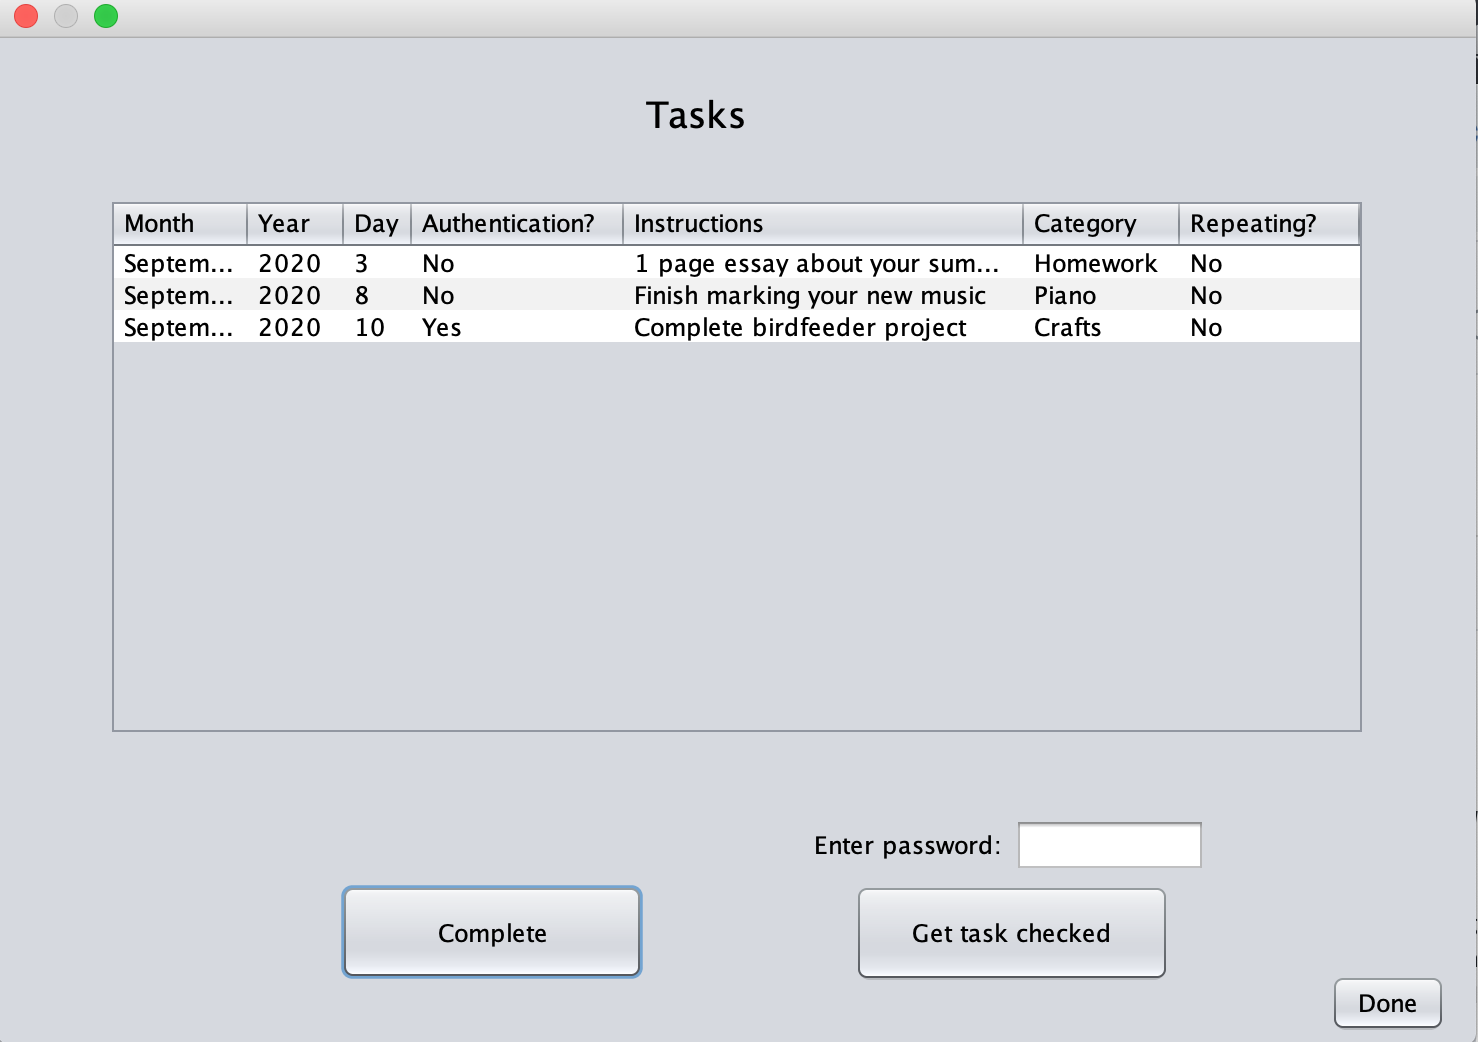 Tasks
Month Year Day Authentication? Instructions Category Repeating?
Septem... 2020 3 No 1 page essay about your sum... Homework No
Septem... 2020 8 No Finish marking your new music Piano No
Septem... 2020 10 Yes Complete birdfeeder project Crafts No
Enter password:
Complete Get task checked
Done